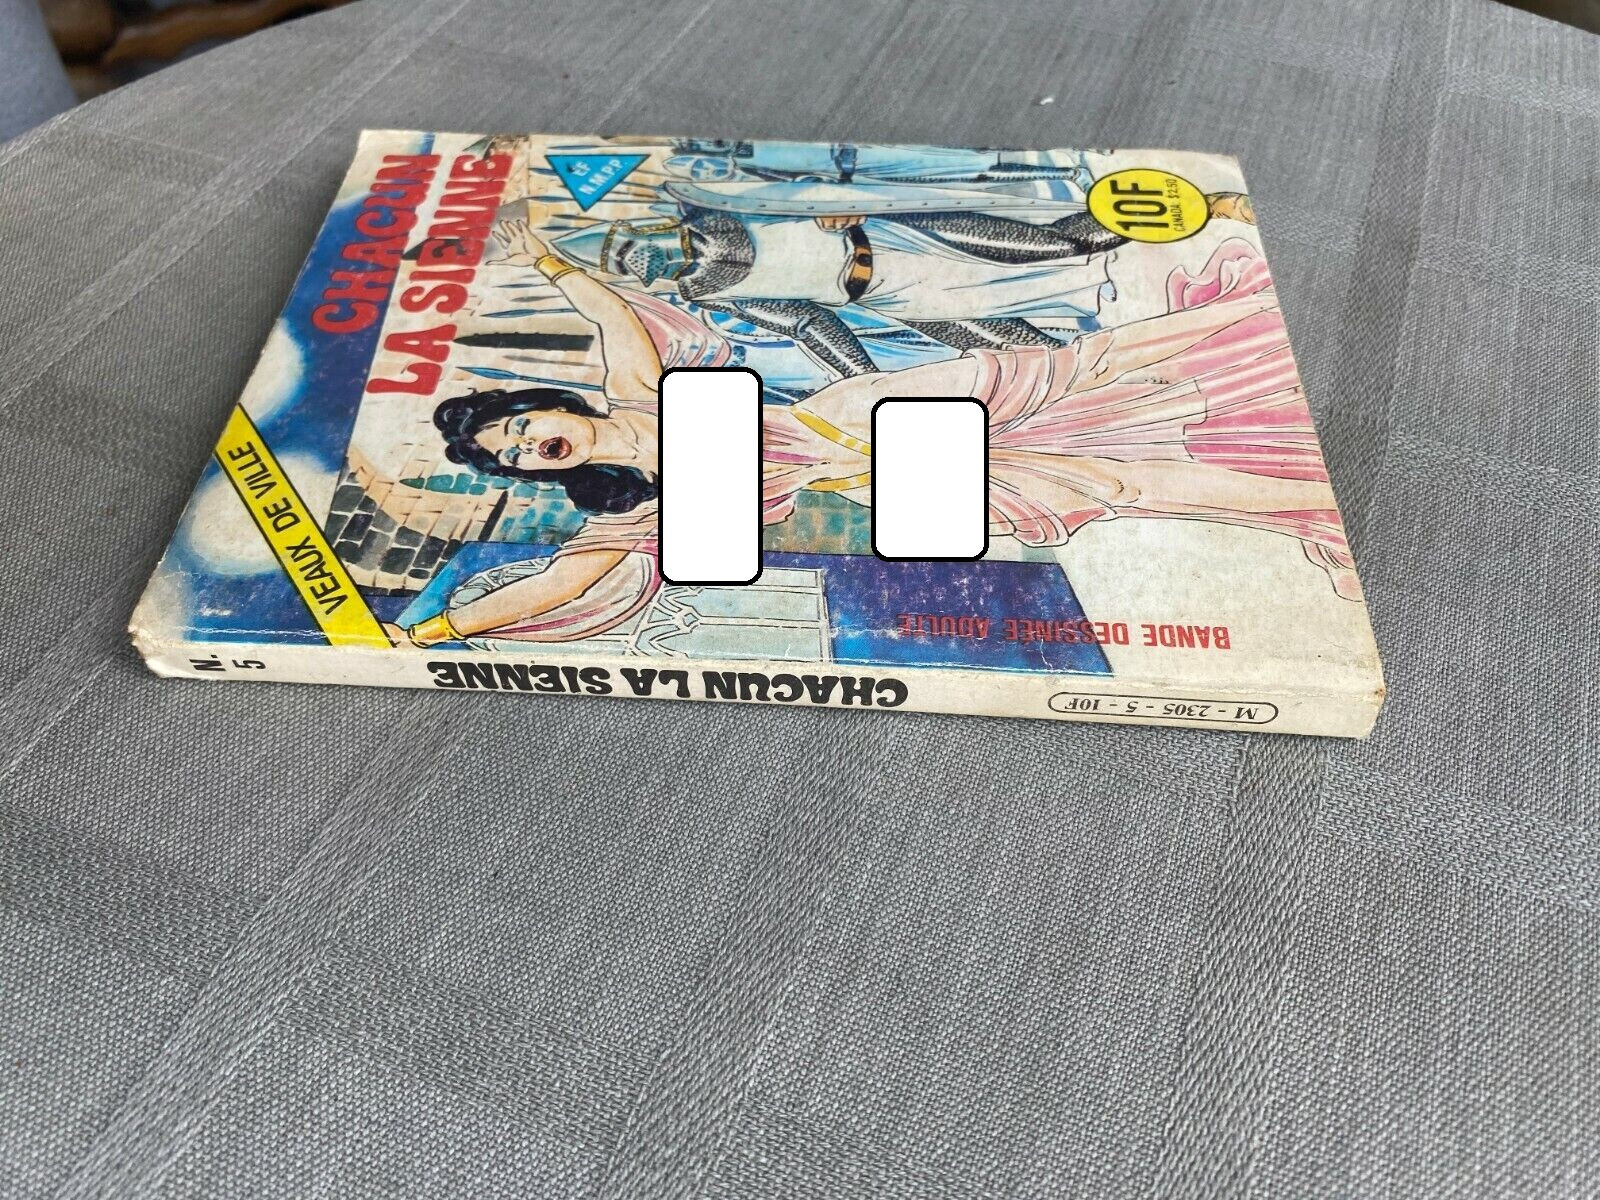 CHACUN
LA SIENNE
EF
N.M.P.P.
10F
CANADA: $2.50
VEAUX DE VILLE
BANDE DESSINÉE ADULTE
N.
5
CHACUN LA SIENNE
M - 2305 - 5 - 10F